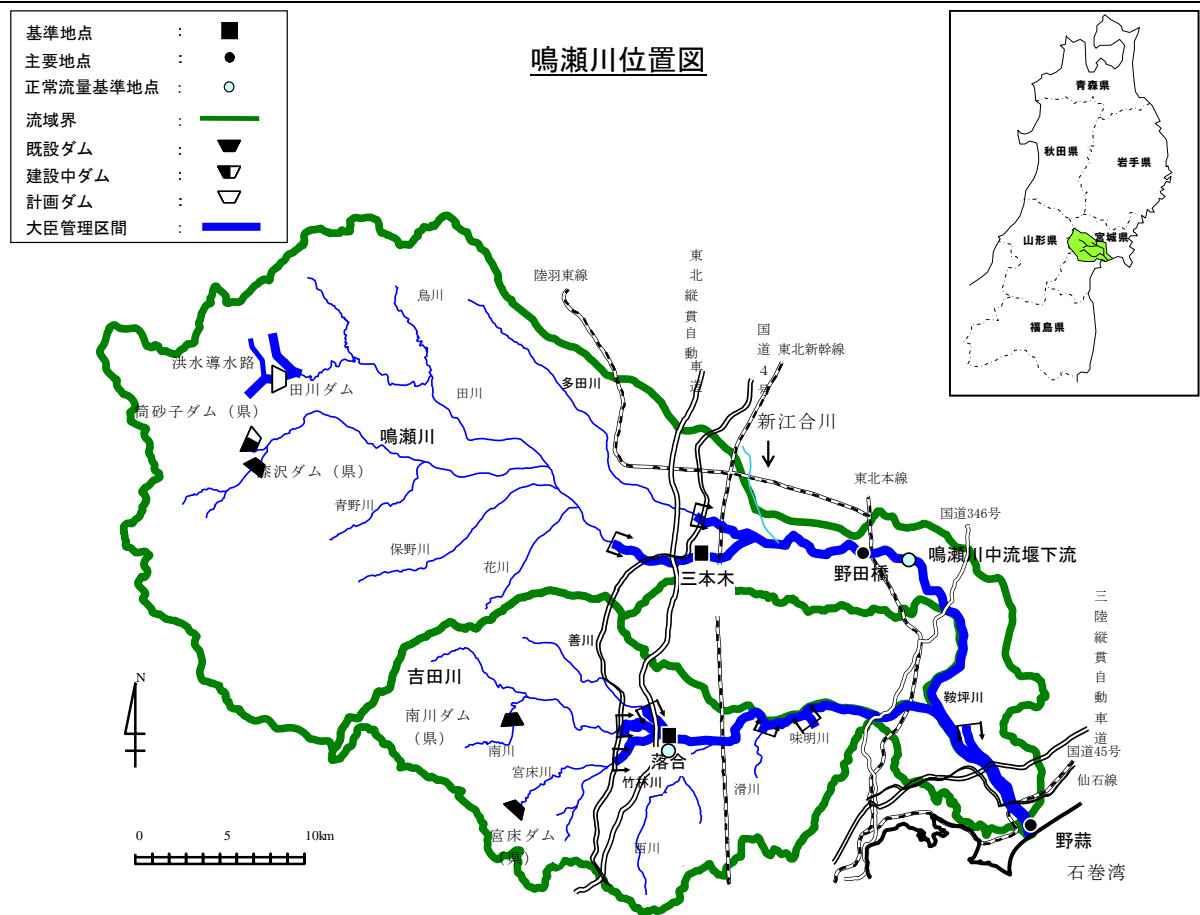 鳴瀬川位置図
基準地点 : 
主要地点 : 
正常流量基準地点 : 
流域界 : 
既設ダム : 
建設中ダム : 
計画ダム : 
大臣管理区間 : 
青森県
秋田県
岩手県
山形県
宮城県
福島県
陸羽東線
東北縦貫自動車道
国道4号
東北新幹線
鳥川
洪水導水路
田川ダム
田川
多田川
筒砂子ダム(県)
鳴瀬川
新江合川
漆沢ダム(県)
青野川
東北本線
国道346号
保野川
花川
三本木
野田橋
鳴瀬川中流堰下流
三陸縦貫自動車道
善川
吉田川
鞍坪川
南川ダム
(県)
南川
味明川
国道45号
落合
宮床川
竹林川
滑川
仙石線
宮床ダム
(県)
西川
野蒜
石巻湾
N
0 5 10km